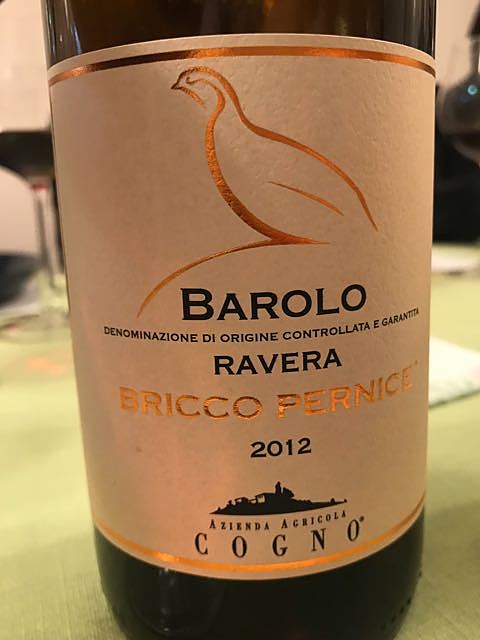 BAROLO
DENOMINAZIONE DI ORIGINE CONTROLLATA E GARANTITA
RAVERA
BRICCO PERNICE
2012
AZIENDA AGRICOLA
COGNO®